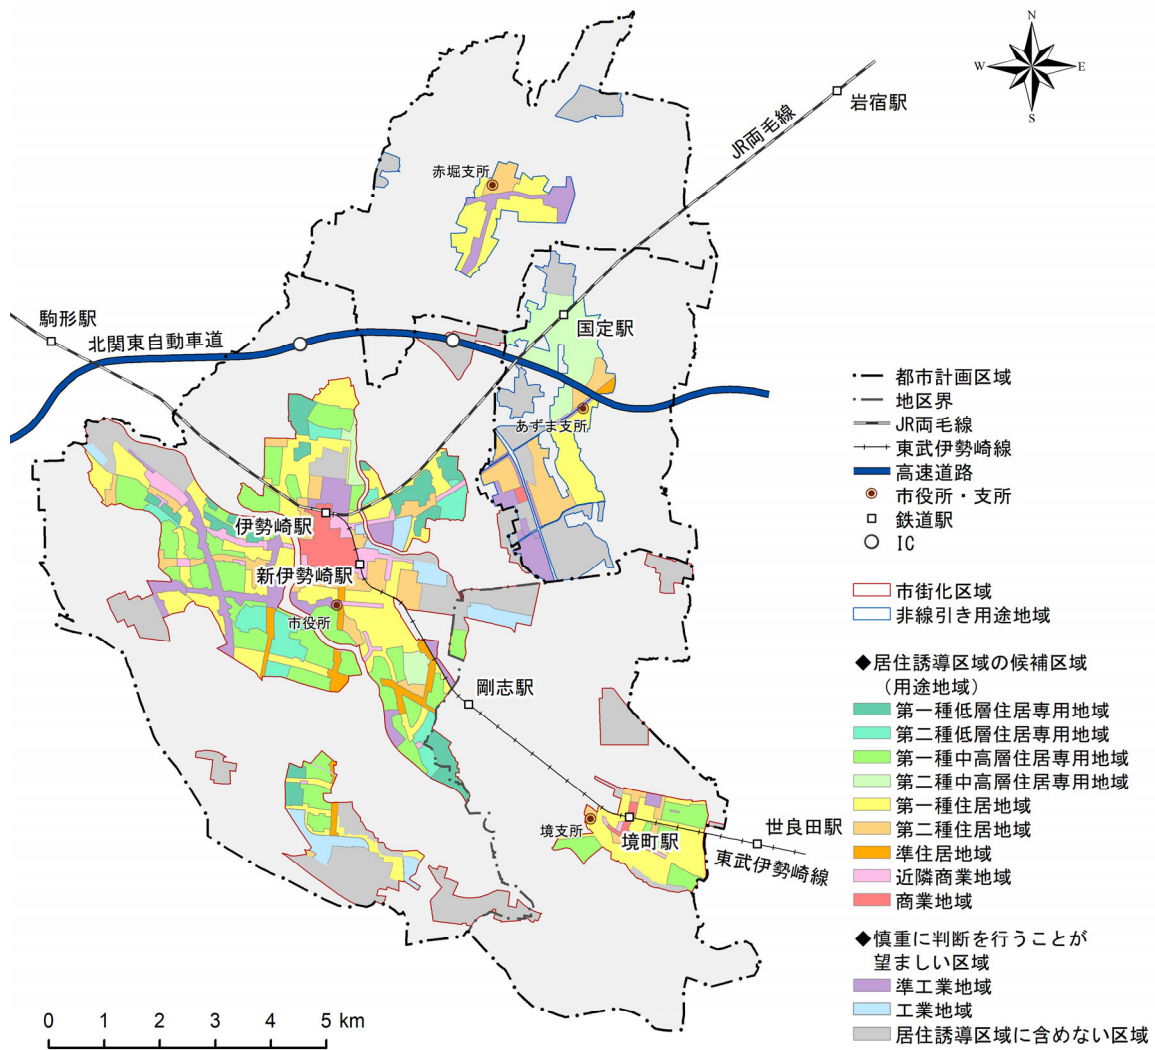 N
W
E
S
岩宿駅
JR両毛線
赤堀支所
国定駅
駒形駅
北関東自動車道
あずま支所
伊勢崎駅
新伊勢崎駅
市役所
剛志駅
境支所
境町駅
世良田駅
東武伊勢崎線
都市計画区域
地区界
JR両毛線
東武伊勢崎線
高速道路
市役所・支所
鉄道駅
IC
市街化区域
非線引き用途地域
◆居住誘導区域の候補区域
（用途地域）
第一種低層住居専用地域
第二種低層住居専用地域
第一種中高層住居専用地域
第二種中高層住居専用地域
第一種住居地域
第二種住居地域
準住居地域
近隣商業地域
商業地域
◆慎重に判断を行うことが
望ましい区域
準工業地域
工業地域
居住誘導区域に含めない区域
0 1 2 3 4 5 km